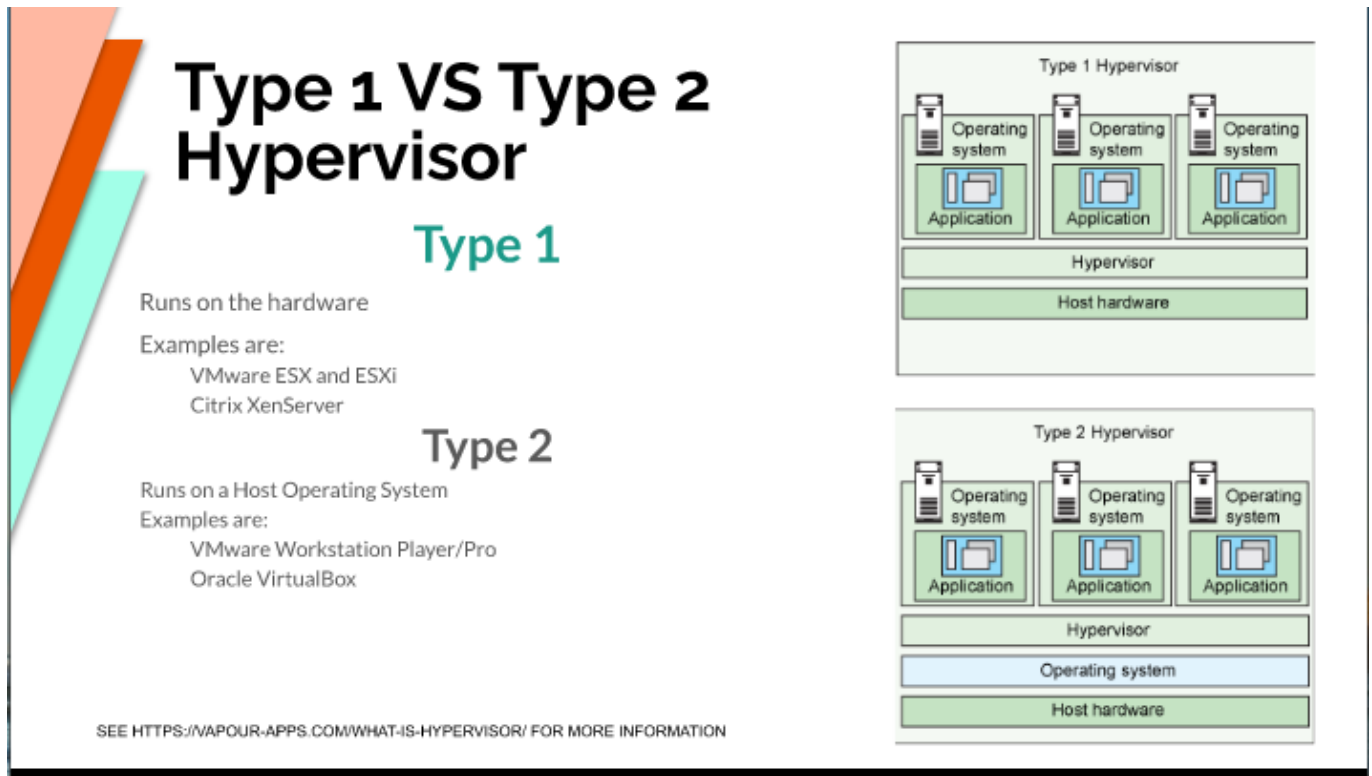 Type 1 VS Type 2
Hypervisor
Type 1
Runs on the hardware
Examples are:
VMware ESX and ESXi
Citrix XenServer
Type 2
Runs on a Host Operating System
Examples are:
VMware Workstation Player/Pro
Oracle VirtualBox
SEE HTTPS://VAPOUR-APPS.COM/WHAT-IS-HYPERVISOR/ FOR MORE INFORMATION
Type 1 Hypervisor
Operating
system
Application
Operating
system
Application
Operating
system
Application
Hypervisor
Host hardware
Type 2 Hypervisor
Operating
system
Application
Operating
system
Application
Operating
system
Application
Hypervisor
Operating system
Host hardware